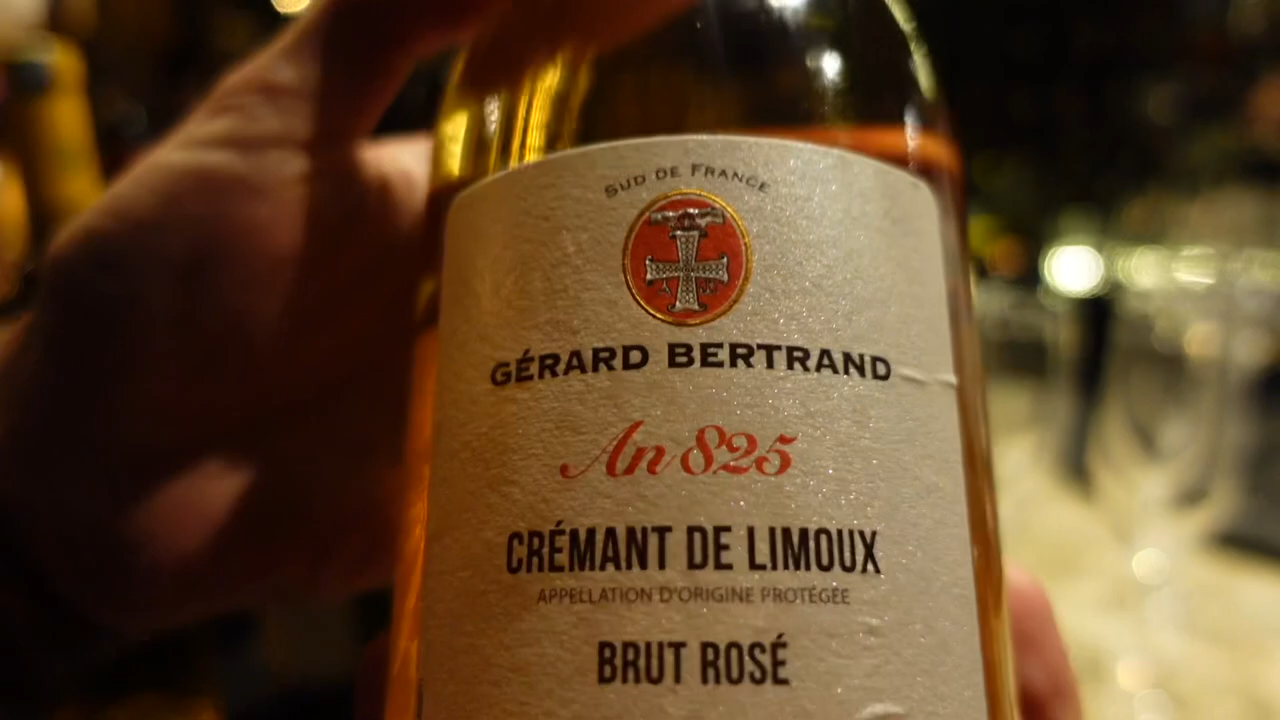 SUD DE FRANCE
GÉRARD BERTRAND
An 825
CRÉMANT DE LIMOUX
APPELLATION D'ORIGINE PROTÉGÉE
BRUT ROSÉ